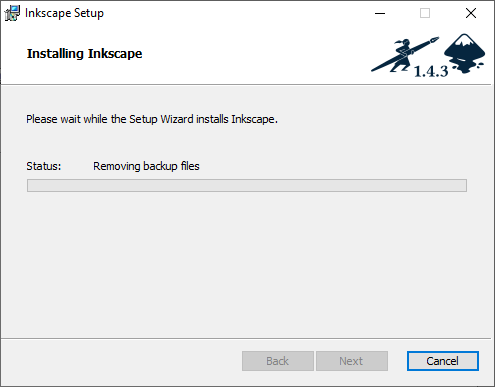 Inkscape Setup
Installing Inkscape
1.4.3
Please wait while the Setup Wizard installs Inkscape.
Status: Removing backup files
Back Next Cancel